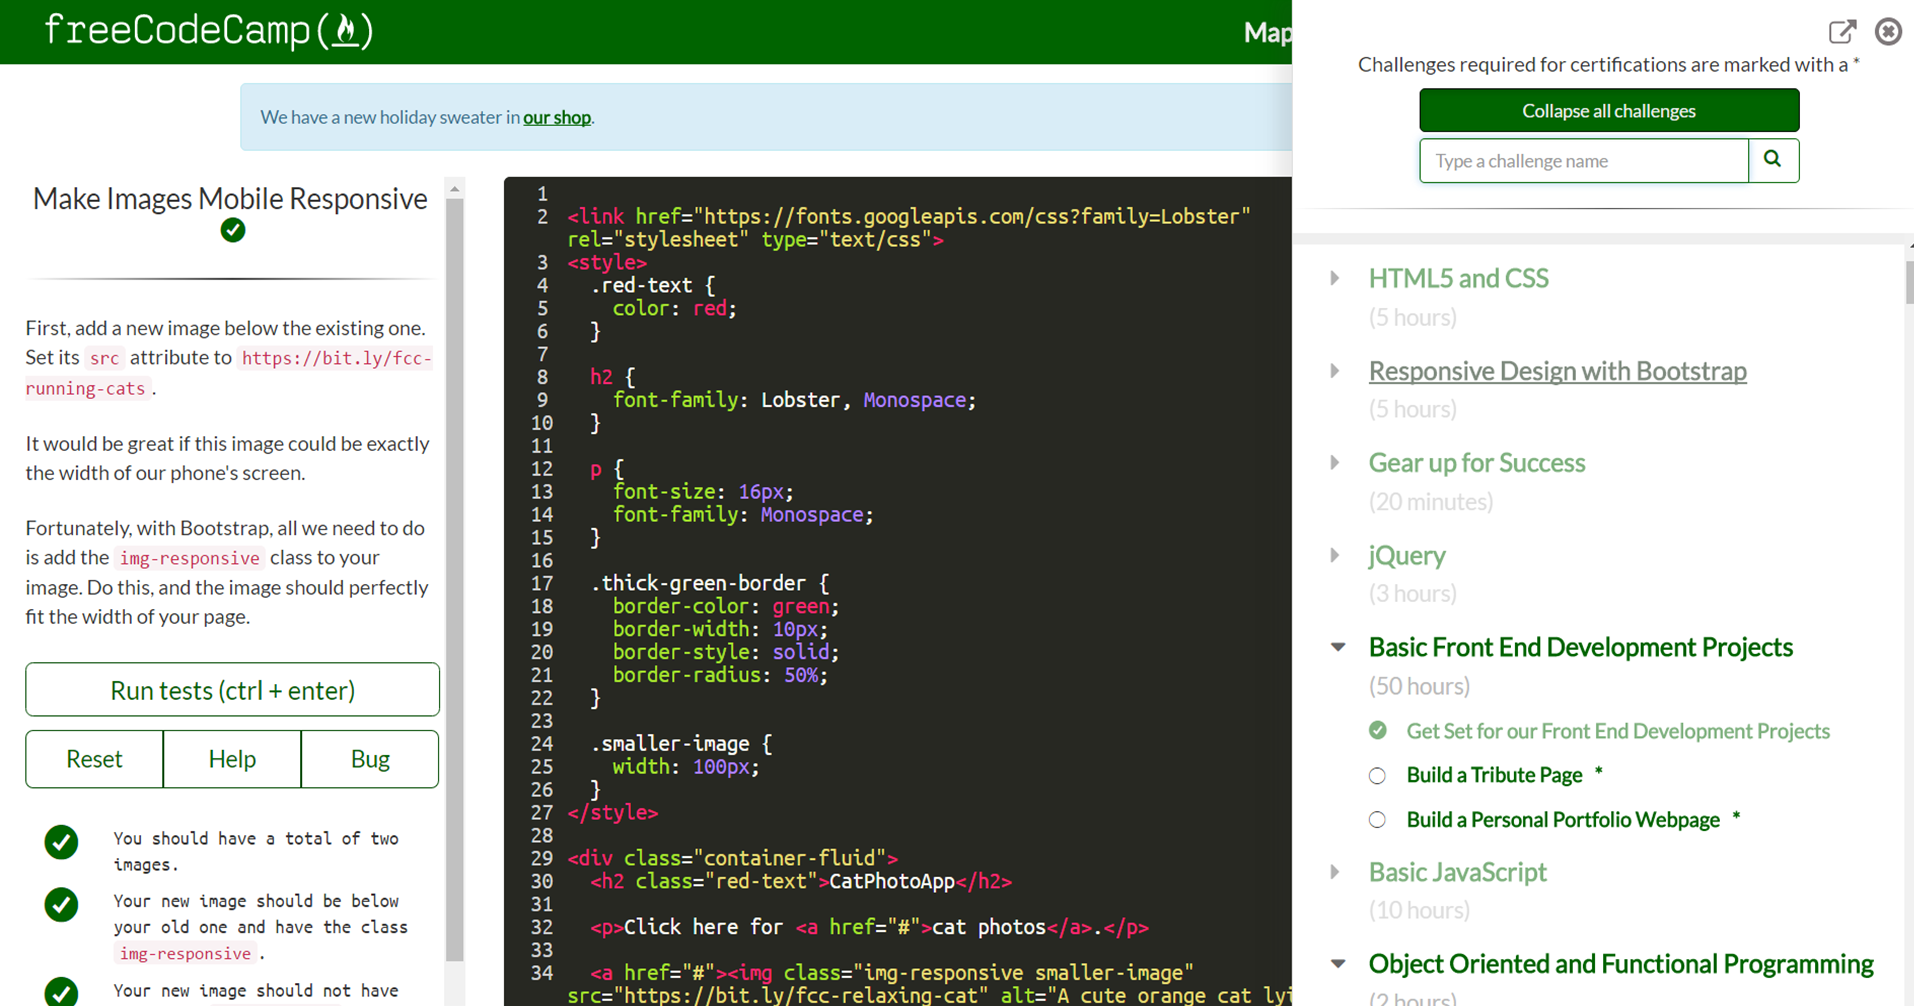 freeCodeCamp(🔥)
Map
We have a new holiday sweater in our shop.
Make Images Mobile Responsive
First, add a new image below the existing one.
Set its src attribute to https://bit.ly/fcc-
running-cats .
It would be great if this image could be exactly
the width of our phone's screen.
Fortunately, with Bootstrap, all we need to do
is add the img-responsive class to your
image. Do this, and the image should perfectly
fit the width of your page.
Run tests (ctrl + enter)
Reset Help Bug
You should have a total of two
images.
Your new image should be below
your old one and have the class
img-responsive .
Your new image should not have
1
2 <link href="https://fonts.googleapis.com/css?family=Lobster"
rel="stylesheet" type="text/css">
3 <style>
4 .red-text {
5 color: red;
6 }
7
8 h2 {
9 font-family: Lobster, Monospace;
10 }
11
12 p {
13 font-size: 16px;
14 font-family: Monospace;
15 }
16
17 .thick-green-border {
18 border-color: green;
19 border-width: 10px;
20 border-style: solid;
21 border-radius: 50%;
22 }
23
24 .smaller-image {
25 width: 100px;
26 }
27 </style>
28
29 <div class="container-fluid">
30 <h2 class="red-text">CatPhotoApp</h2>
31
32 <p>Click here for <a href="#">cat photos</a>.</p>
33
34 <a href="#"><img class="img-responsive smaller-image"
src="https://bit.ly/fcc-relaxing-cat" alt="A cute orange cat lyi
Challenges required for certifications are marked with a *
Collapse all challenges
Type a challenge name
HTML5 and CSS
(5 hours)
Responsive Design with Bootstrap
(5 hours)
Gear up for Success
(20 minutes)
jQuery
(3 hours)
Basic Front End Development Projects
(50 hours)
Get Set for our Front End Development Projects
Build a Tribute Page *
Build a Personal Portfolio Webpage *
Basic JavaScript
(10 hours)
Object Oriented and Functional Programming
(2 hours)